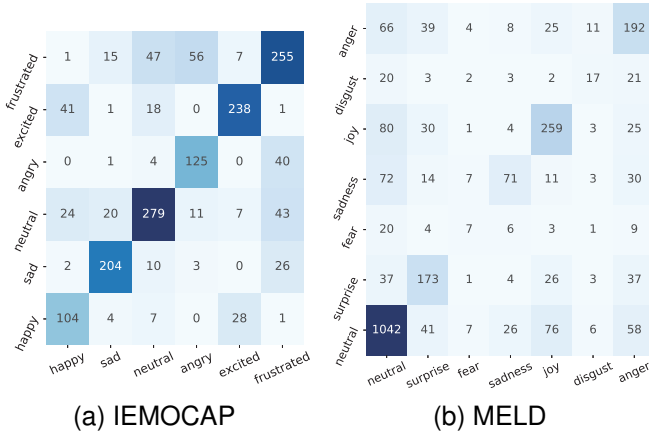 frustrated 1 15 47 56 7 255
excited 41 1 18 0 238 1
angry 0 1 4 125 0 40
neutral 24 20 279 11 7 43
sad 2 204 10 3 0 26
happy 104 4 7 0 28 1
happy sad neutral angry excited frustrated
(a) IEMOCAP
anger 66 39 4 8 25 11 192
disgust 20 3 2 3 2 17 21
joy 80 30 1 4 259 3 25
sadness 72 14 7 71 11 3 30
fear 20 4 7 6 3 1 9
surprise 37 173 1 4 26 3 37
neutral 1042 41 7 26 76 6 58
neutral surprise fear sadness joy disgust anger
(b) MELD